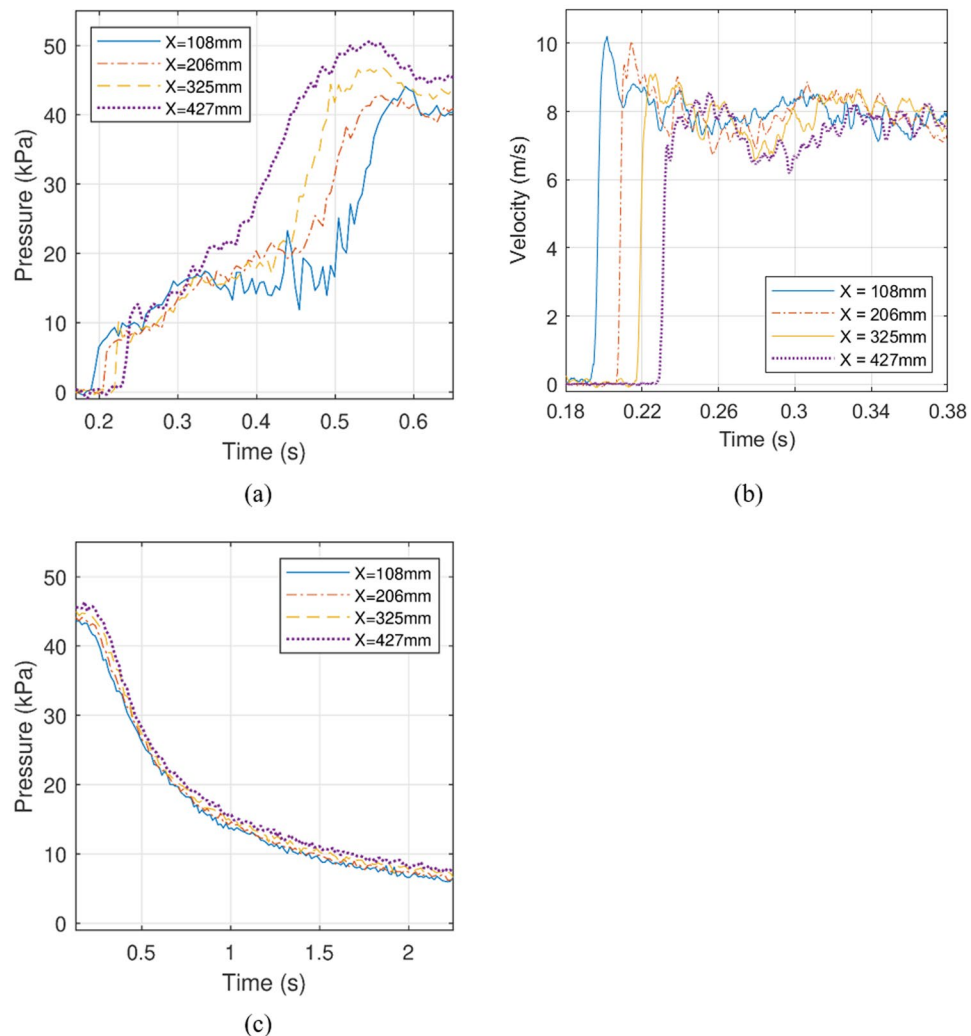 50
40
30
20
10
0
Pressure (kPa)
X=108mm
X=206mm
X=325mm
X=427mm
0.2 0.3 0.4 0.5 0.6
Time (s)
(a)
10
8
6
4
2
0
Velocity (m/s)
X = 108mm
X = 206mm
X = 325mm
X = 427mm
0.18 0.22 0.26 0.3 0.34 0.38
Time (s)
(b)
50
40
30
20
10
0
Pressure (kPa)
X=108mm
X=206mm
X=325mm
X=427mm
0.5 1 1.5 2
Time (s)
(c)